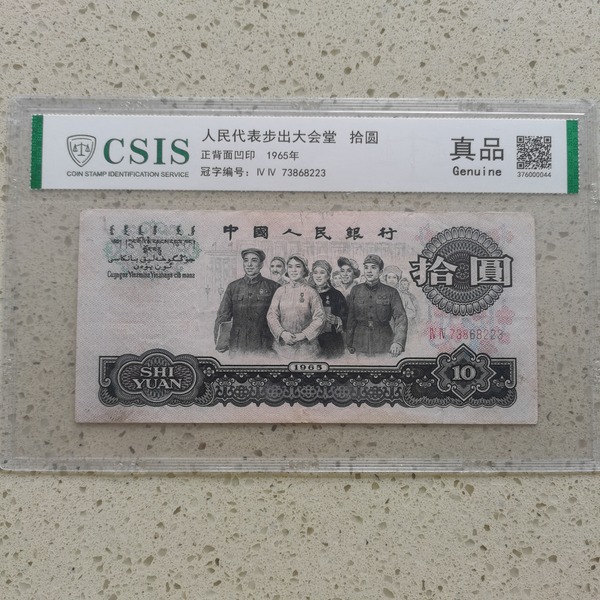 CSIS
COIN STAMP IDENTIFICATION SERVICE
人民代表步出大会堂 拾圆
正背面凹印 1965年
冠字编号: Ⅳ Ⅳ 73868223
真品
Genuine
376000044
中國人民銀行
拾圓
Ⅳ Ⅳ 73868223
1965
SHI
YUAN
10